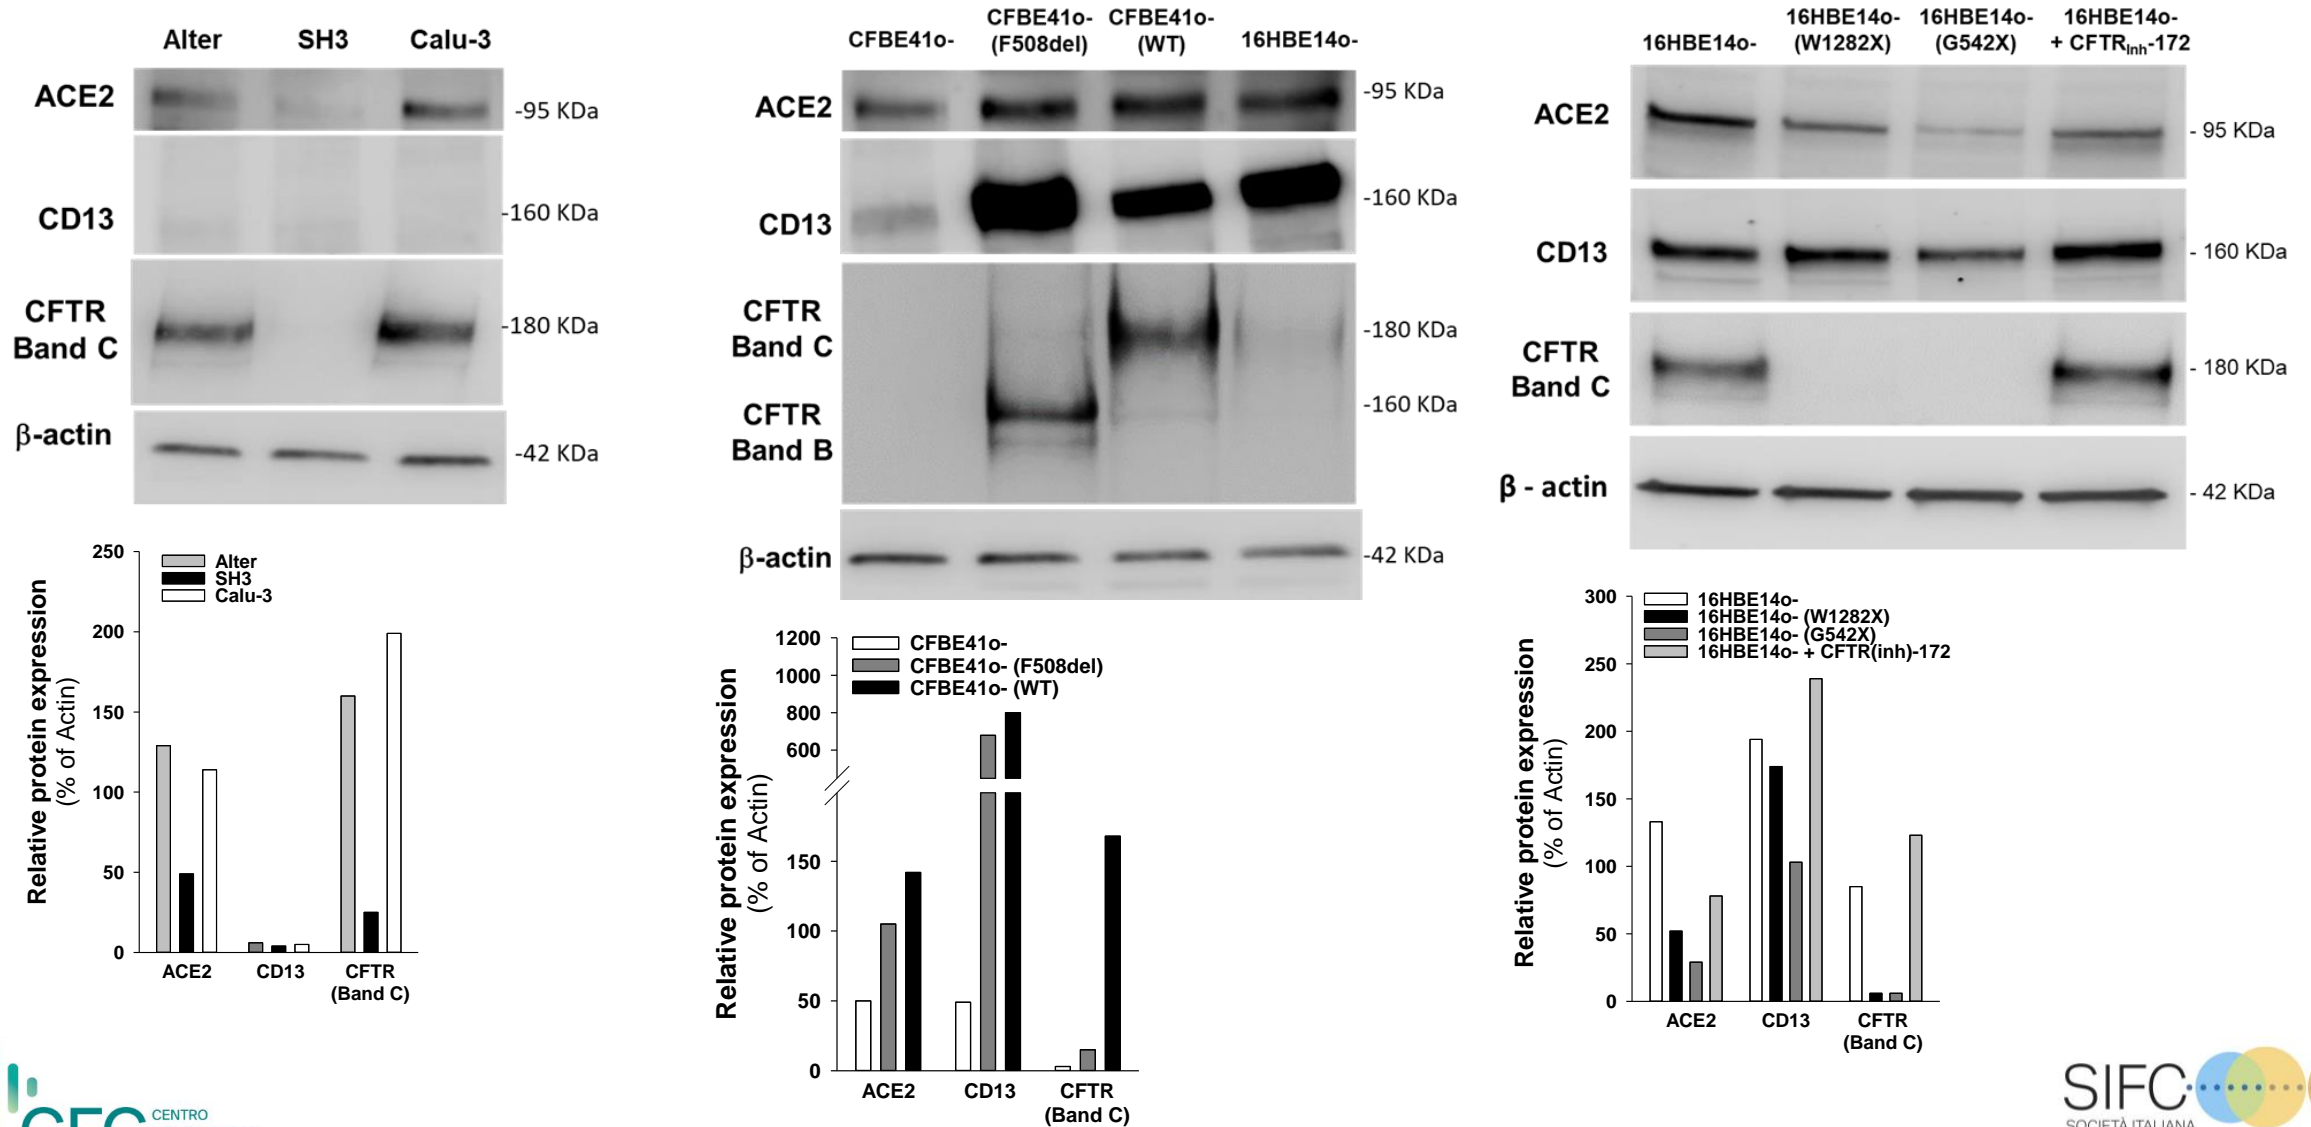 Alter SH3 Calu-3
ACE2
-95 KDa
CD13
-160 KDa
CFTR
Band C
-180 KDa
β-actin
-42 KDa
250
200
150
100
50
0
Relative protein expression
(% of Actin)
Alter
SH3
Calu-3
ACE2 CD13 CFTR
(Band C)
CFBE41o- CFBE41o- CFBE41o- 16HBE14o-
(F508del) (WT)
ACE2
-95 KDa
CD13
-160 KDa
CFTR
Band C
-180 KDa
CFTR
Band B
-160 KDa
β-actin
-42 KDa
1200
1000
800
600
150
100
50
0
Relative protein expression
(% of Actin)
CFBE41o-
CFBE41o- (F508del)
CFBE41o- (WT)
ACE2 CD13 CFTR
(Band C)
16HBE14o- 16HBE14o- 16HBE14o- 16HBE14o-
(W1282X) (G542X) + CFTRInh-172
ACE2
- 95 KDa
CD13
- 160 KDa
CFTR
Band C
- 180 KDa
β - actin
- 42 KDa
300
250
200
150
100
50
0
Relative protein expression
(% of Actin)
16HBE14o-
16HBE14o- (W1282X)
16HBE14o- (G542X)
16HBE14o- + CFTR(inh)-172
ACE2 CD13 CFTR
(Band C)
CENTRO
SIFC
SOCIETÀ ITALIANA